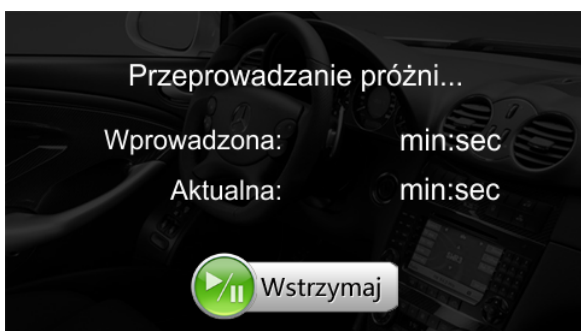 Przeprowadzanie próżni...
Wprowadzona: min:sec
Aktualna: min:sec
Wstrzymaj